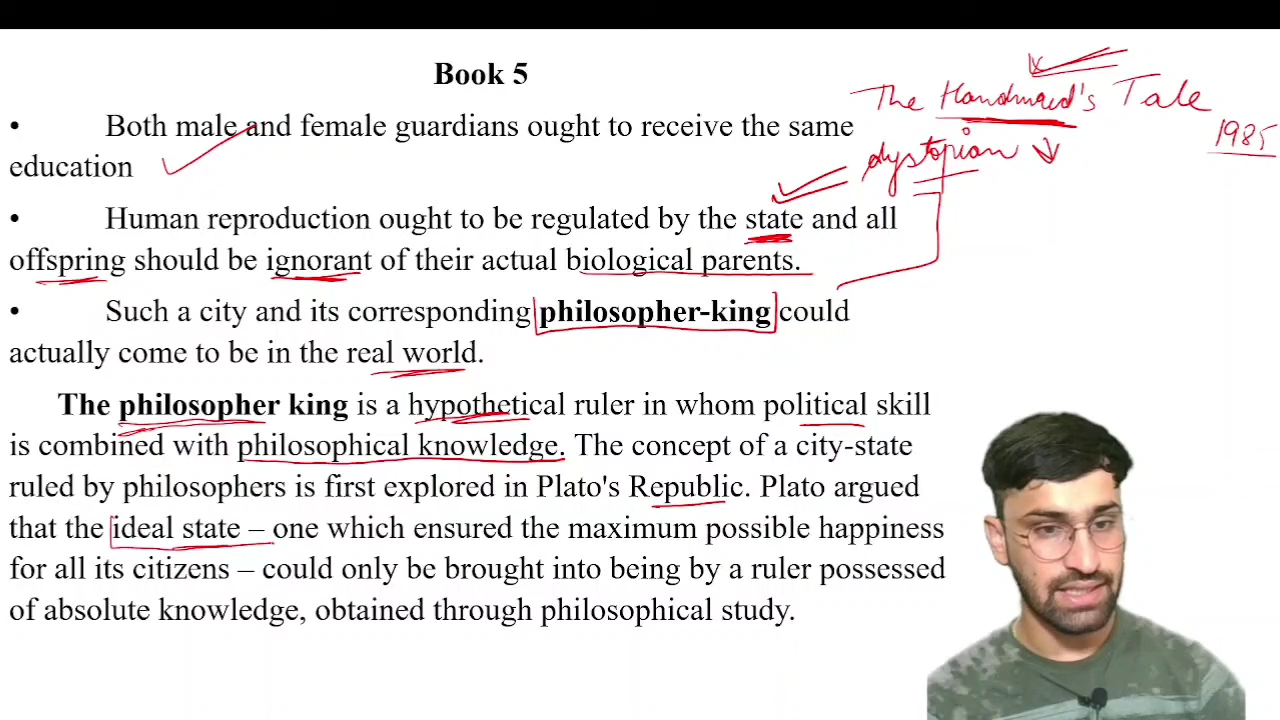 Book 5
The Handmaid's Tale
1985
dystopian
• Both male and female guardians ought to receive the same
education
• Human reproduction ought to be regulated by the state and all
offspring should be ignorant of their actual biological parents.
• Such a city and its corresponding philosopher-king could
actually come to be in the real world.
The philosopher king is a hypothetical ruler in whom political skill
is combined with philosophical knowledge. The concept of a city-state
ruled by philosophers is first explored in Plato's Republic. Plato argued
that the ideal state – one which ensured the maximum possible happiness
for all its citizens – could only be brought into being by a ruler possessed
of absolute knowledge, obtained through philosophical study.